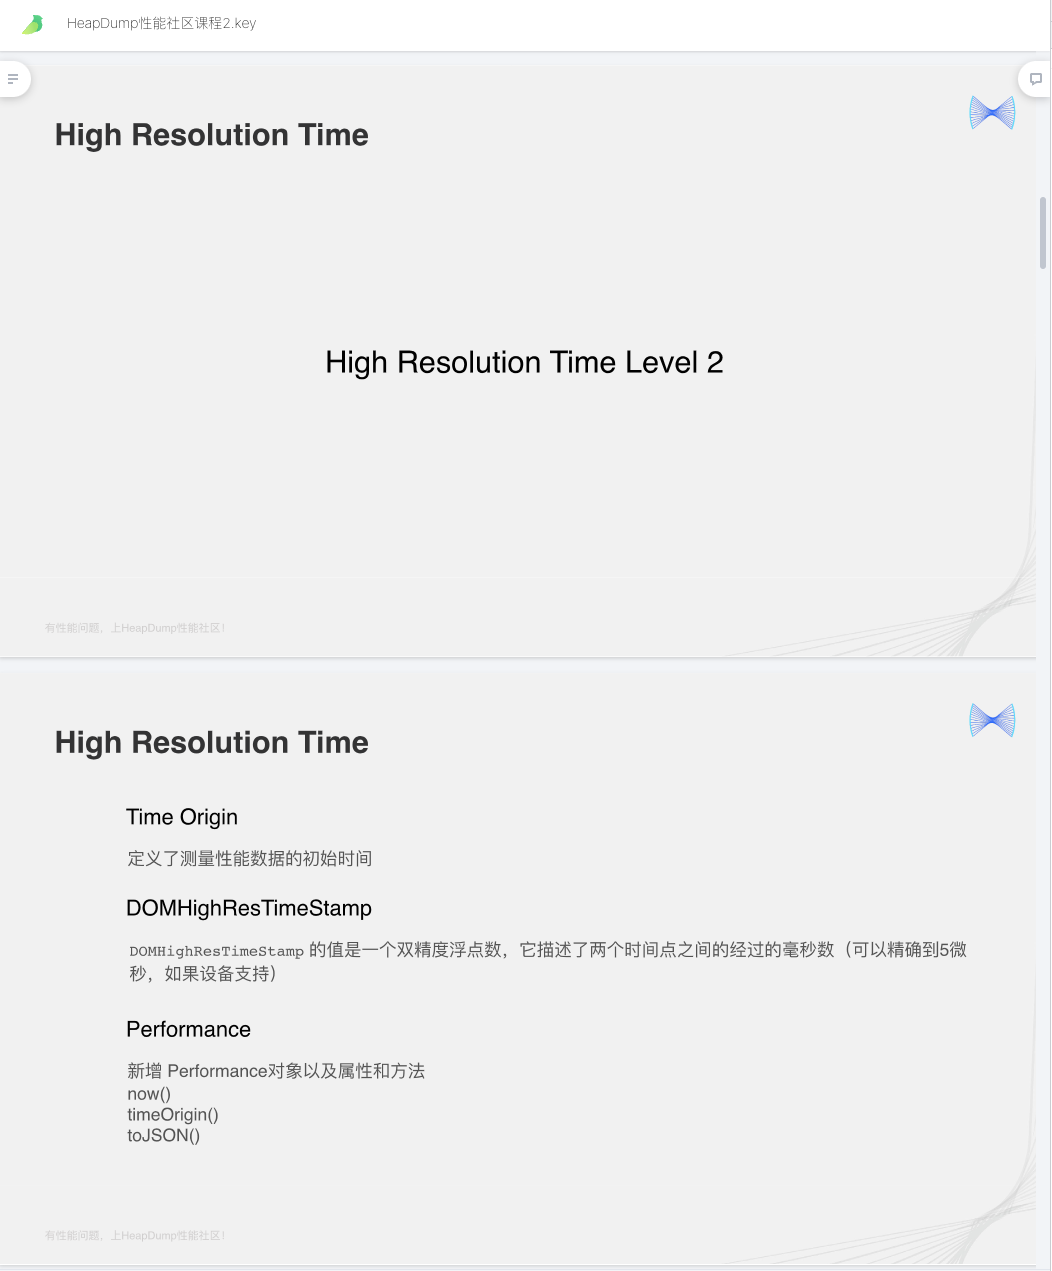 HeapDump性能社区课程2.key
High Resolution Time
High Resolution Time Level 2
有性能问题，上HeapDump性能社区！
High Resolution Time
Time Origin
定义了测量性能数据的初始时间
DOMHighResTimeStamp
DOMHighResTimeStamp 的值是一个双精度浮点数，它描述了两个时间点之间的经过的毫秒数（可以精确到5微
秒，如果设备支持）
Performance
新增 Performance对象以及属性和方法
now()
timeOrigin()
toJSON()
有性能问题，上HeapDump性能社区！